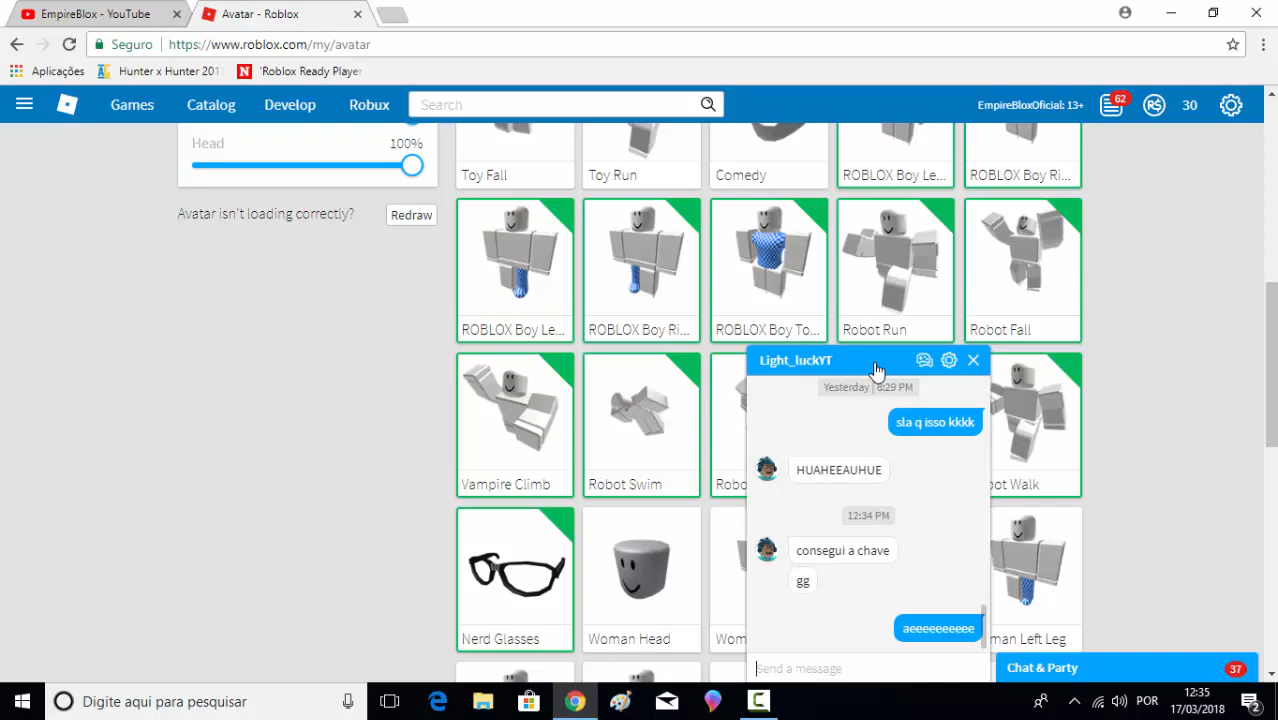 EmpireBlox - YouTube
Avatar - Roblox
Seguro
https://www.roblox.com/my/avatar
Aplicações
Hunter x Hunter 201
'Roblox Ready Player
Games
Catalog
Develop
Robux
Search
EmpireBloxOficial: 13+
62
R$
30
Head
100%
Avatar isn't loading correctly?
Redraw
Toy Fall
Toy Run
Comedy
ROBLOX Boy Le...
ROBLOX Boy Ri...
ROBLOX Boy Le...
ROBLOX Boy Ri...
ROBLOX Boy To...
Robot Run
Robot Fall
Vampire Climb
Robot Swim
Nerd Glasses
Woman Head
Light_luckYT
Yesterday | 8:29 PM
sla q isso kkkk
HUAHEEAUHUE
12:34 PM
consegui a chave
gg
aeeeeeeeeee
Send a message
Walk
Left Leg
Chat & Party
37
Digite aqui para pesquisar
POR
12:35
17/03/2018
2